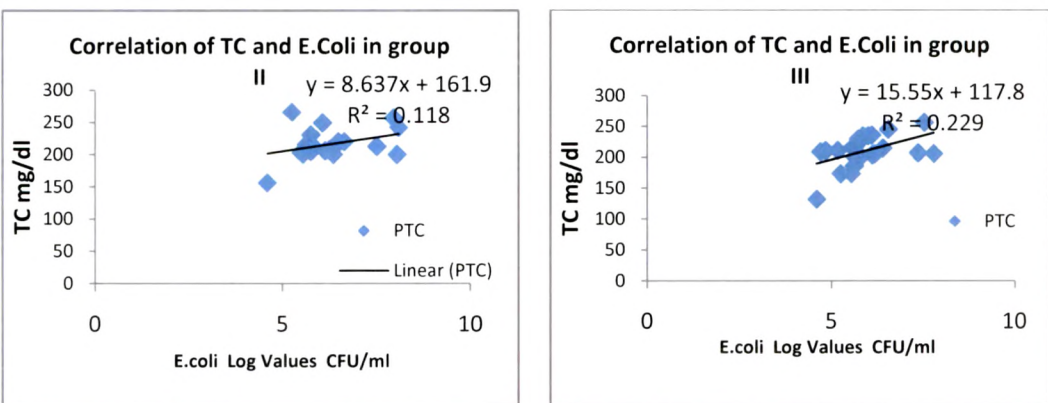 Correlation of TC and E.Coli in group
II
y = 8.637x + 161.9
R² = 0.118
TC mg/dl
300
250
200
150
100
50
0
0
5
10
PTC
Linear (PTC)
E.coli Log Values CFU/ml
Correlation of TC and E.Coli in group
III
y = 15.55x + 117.8
R² = 0.229
TC mg/dl
300
250
200
150
100
50
0
0
5
10
PTC
E.coli Log Values CFU/ml